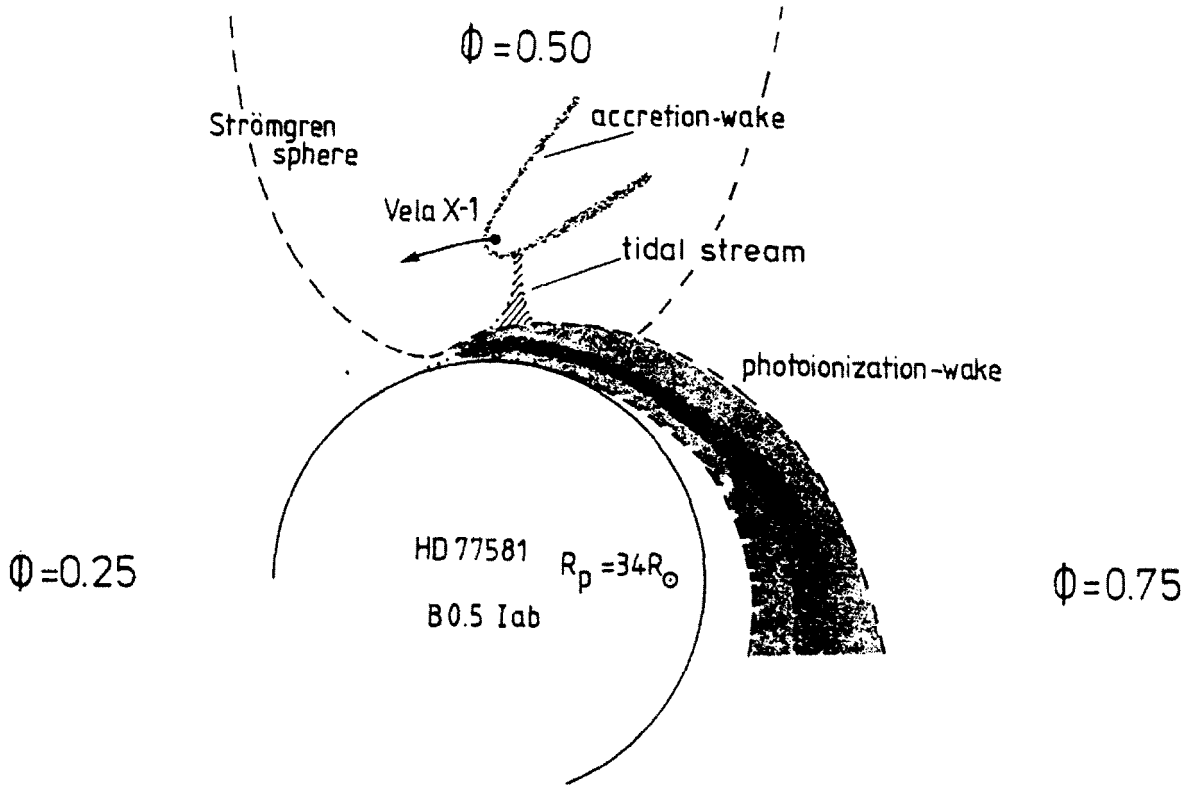 Φ=0.50
accretion-wake
Strömgren
sphere
Vela X-1
tidal stream
photoionization-wake
HD 77581 R_p=34R_⊙
B 0.5 Iab
Φ=0.25
Φ=0.75